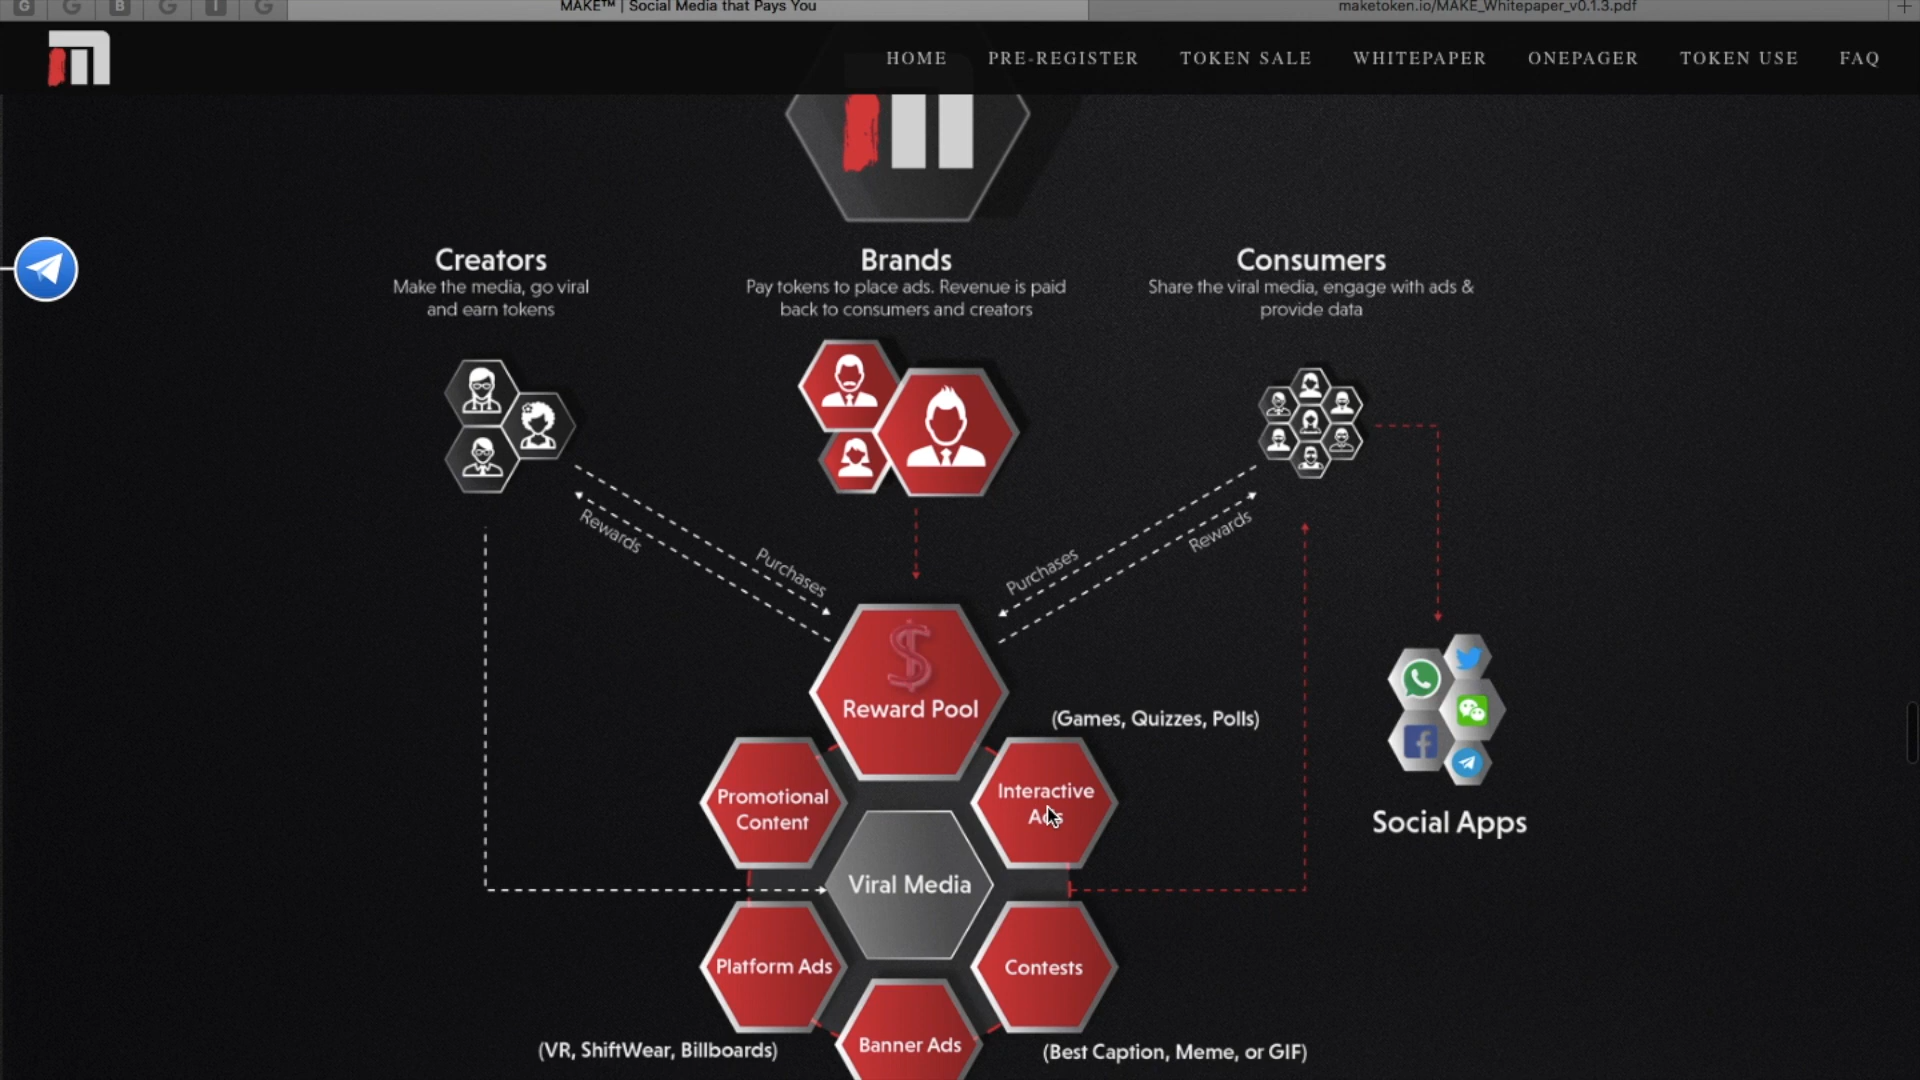 G G B G I G
MAKE™ | Social Media that Pays You
maketoken.io/MAKE_Whitepaper_v0.1.3.pdf
HOME PRE-REGISTER TOKEN SALE WHITEPAPER ONEPAGER TOKEN USE FAQ
Creators
Make the media, go viral
and earn tokens
Brands
Pay tokens to place ads. Revenue is paid
back to consumers and creators
Consumers
Share the viral media, engage with ads &
provide data
Rewards
Purchases
Purchases
Rewards
$
Reward Pool
(Games, Quizzes, Polls)
Promotional
Content
Interactive
Ads
Social Apps
Viral Media
Platform Ads
Contests
Banner Ads
(VR, ShiftWear, Billboards)
(Best Caption, Meme, or GIF)